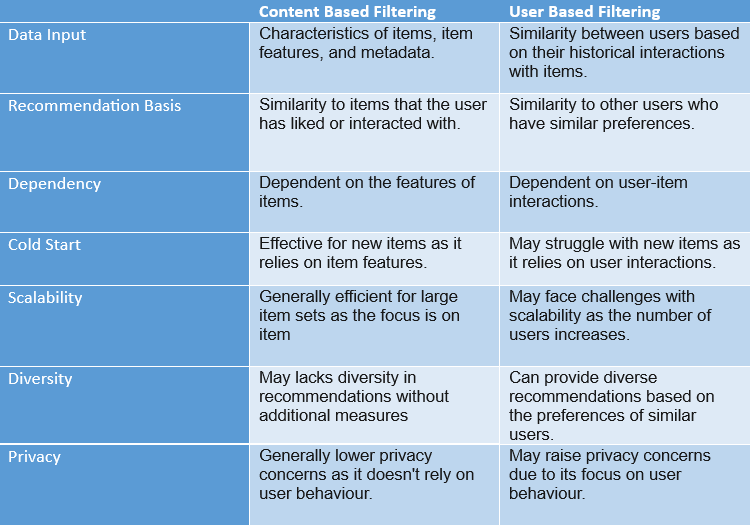 Content Based Filtering
User Based Filtering
Data Input
Characteristics of items, item
features, and metadata.
Similarity between users based
on their historical interactions
with items.
Recommendation Basis
Similarity to items that the user
has liked or interacted with.
Similarity to other users who
have similar preferences.
Dependency
Dependent on the features of
items.
Dependent on user-item
interactions.
Cold Start
Effective for new items as it
relies on item features.
May struggle with new items as
it relies on user interactions.
Scalability
Generally efficient for large
item sets as the focus is on
item
May face challenges with
scalability as the number of
users increases.
Diversity
May lacks diversity in
recommendations without
additional measures
Can provide diverse
recommendations based on
the preferences of similar
users.
Privacy
Generally lower privacy
concerns as it doesn't rely on
user behaviour.
May raise privacy concerns
due to its focus on user
behaviour.